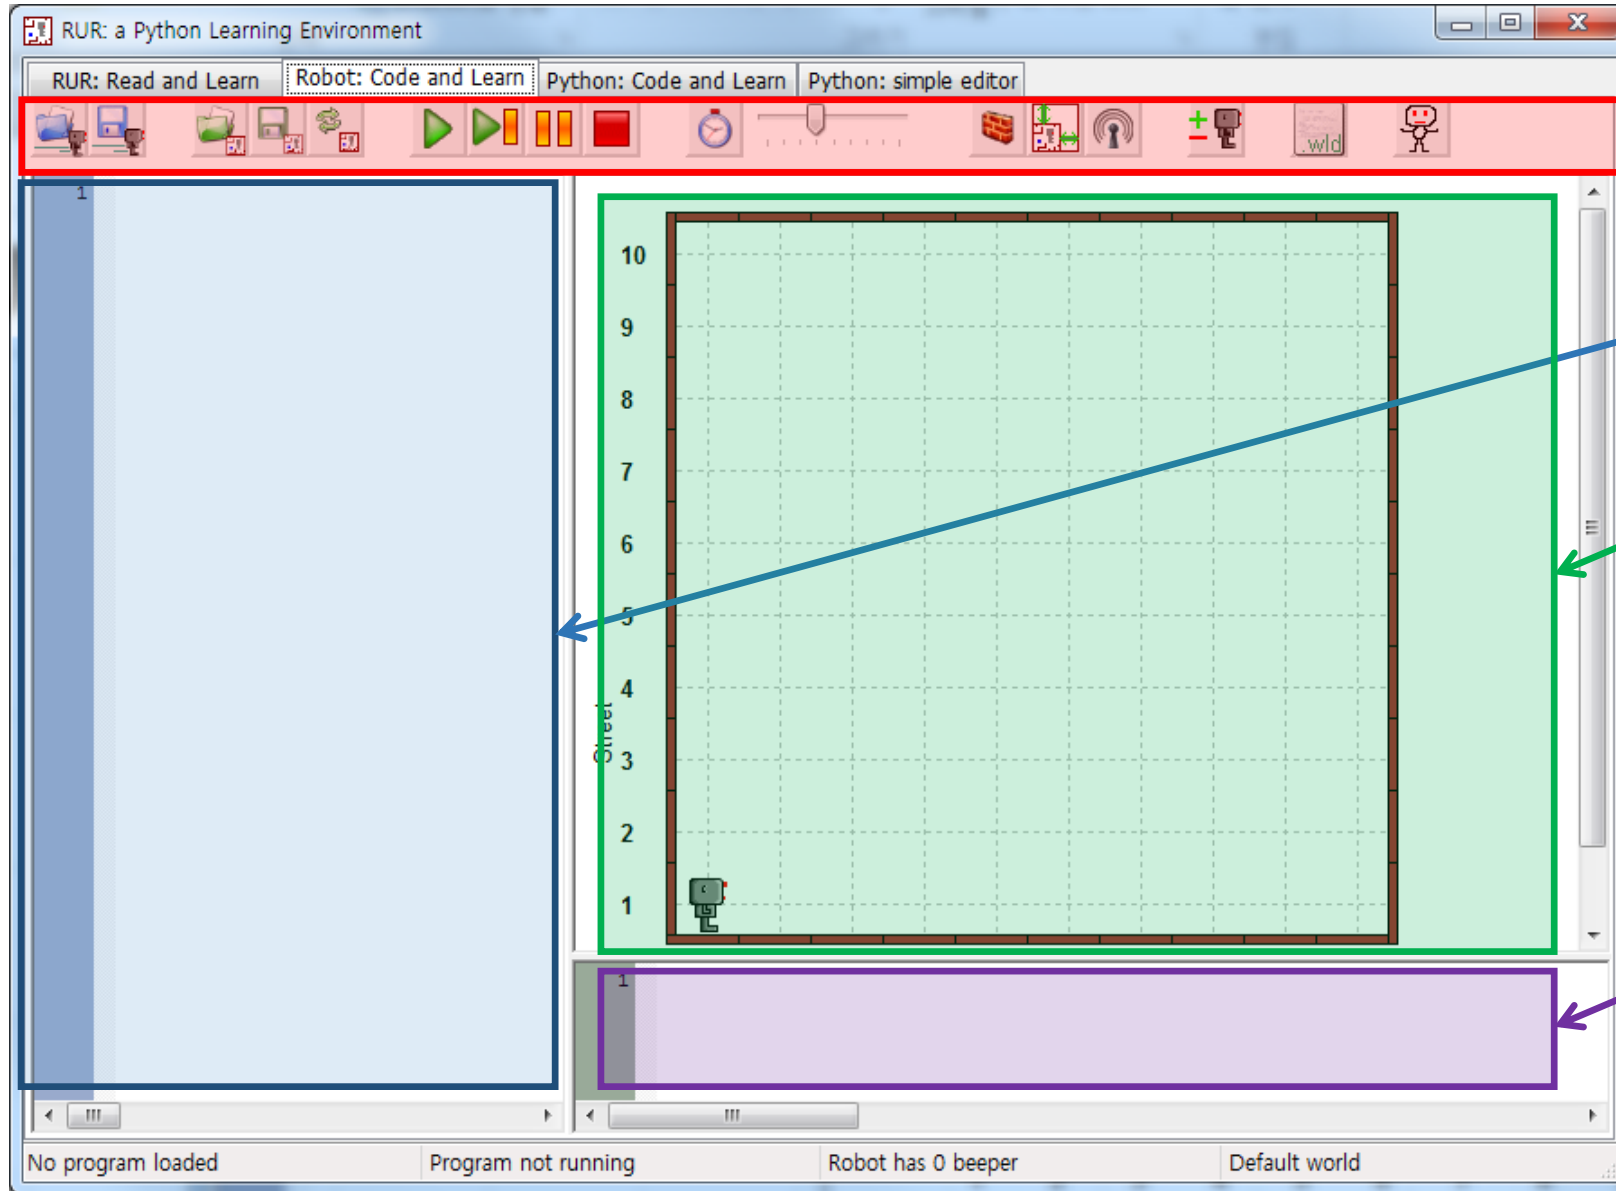 RUR: a Python Learning Environment
RUR: Read and Learn
Robot: Code and Learn
Python: Code and Learn
Python: simple editor
.wld
1
10
9
8
7
6
5
4
Street
3
2
1
1
No program loaded
Program not running
Robot has 0 beeper
Default world